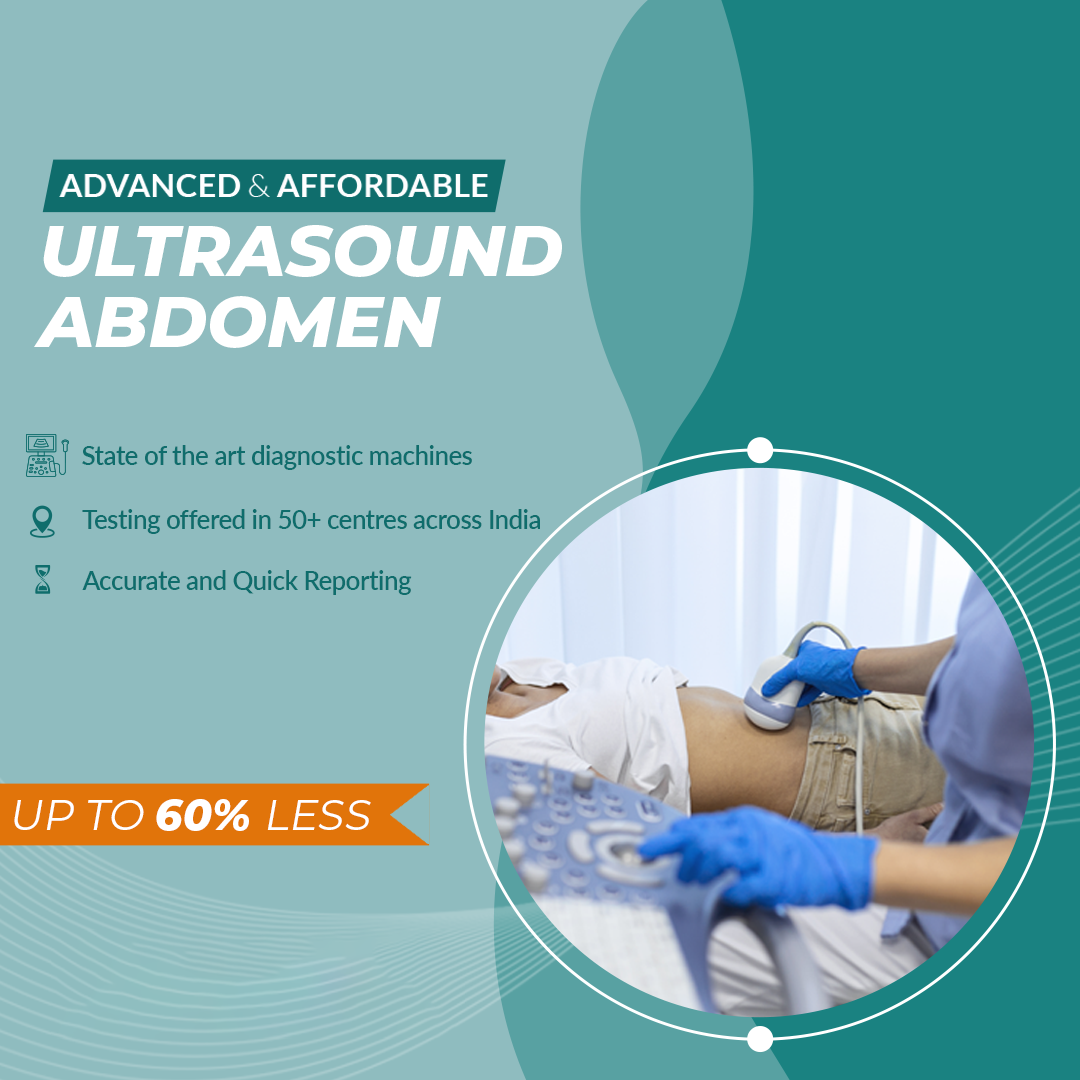 ADVANCED & AFFORDABLE
ULTRASOUND
ABDOMEN
State of the art diagnostic machines
Testing offered in 50+ centres across India
Accurate and Quick Reporting
UP TO 60% LESS